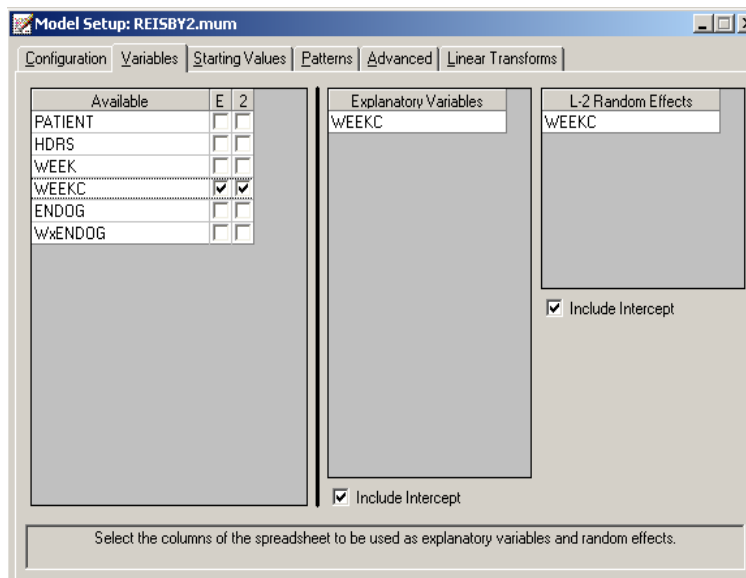 Model Setup: REISBY2.mum
Configuration Variables Starting Values Patterns Advanced Linear Transforms
Available E 2
PATIENT
HDRS
WEEK
WEEKC
ENDOG
WxENDOG
Explanatory Variables
WEEKC
Include Intercept
L-2 Random Effects
WEEKC
Include Intercept
Select the columns of the spreadsheet to be used as explanatory variables and random effects.